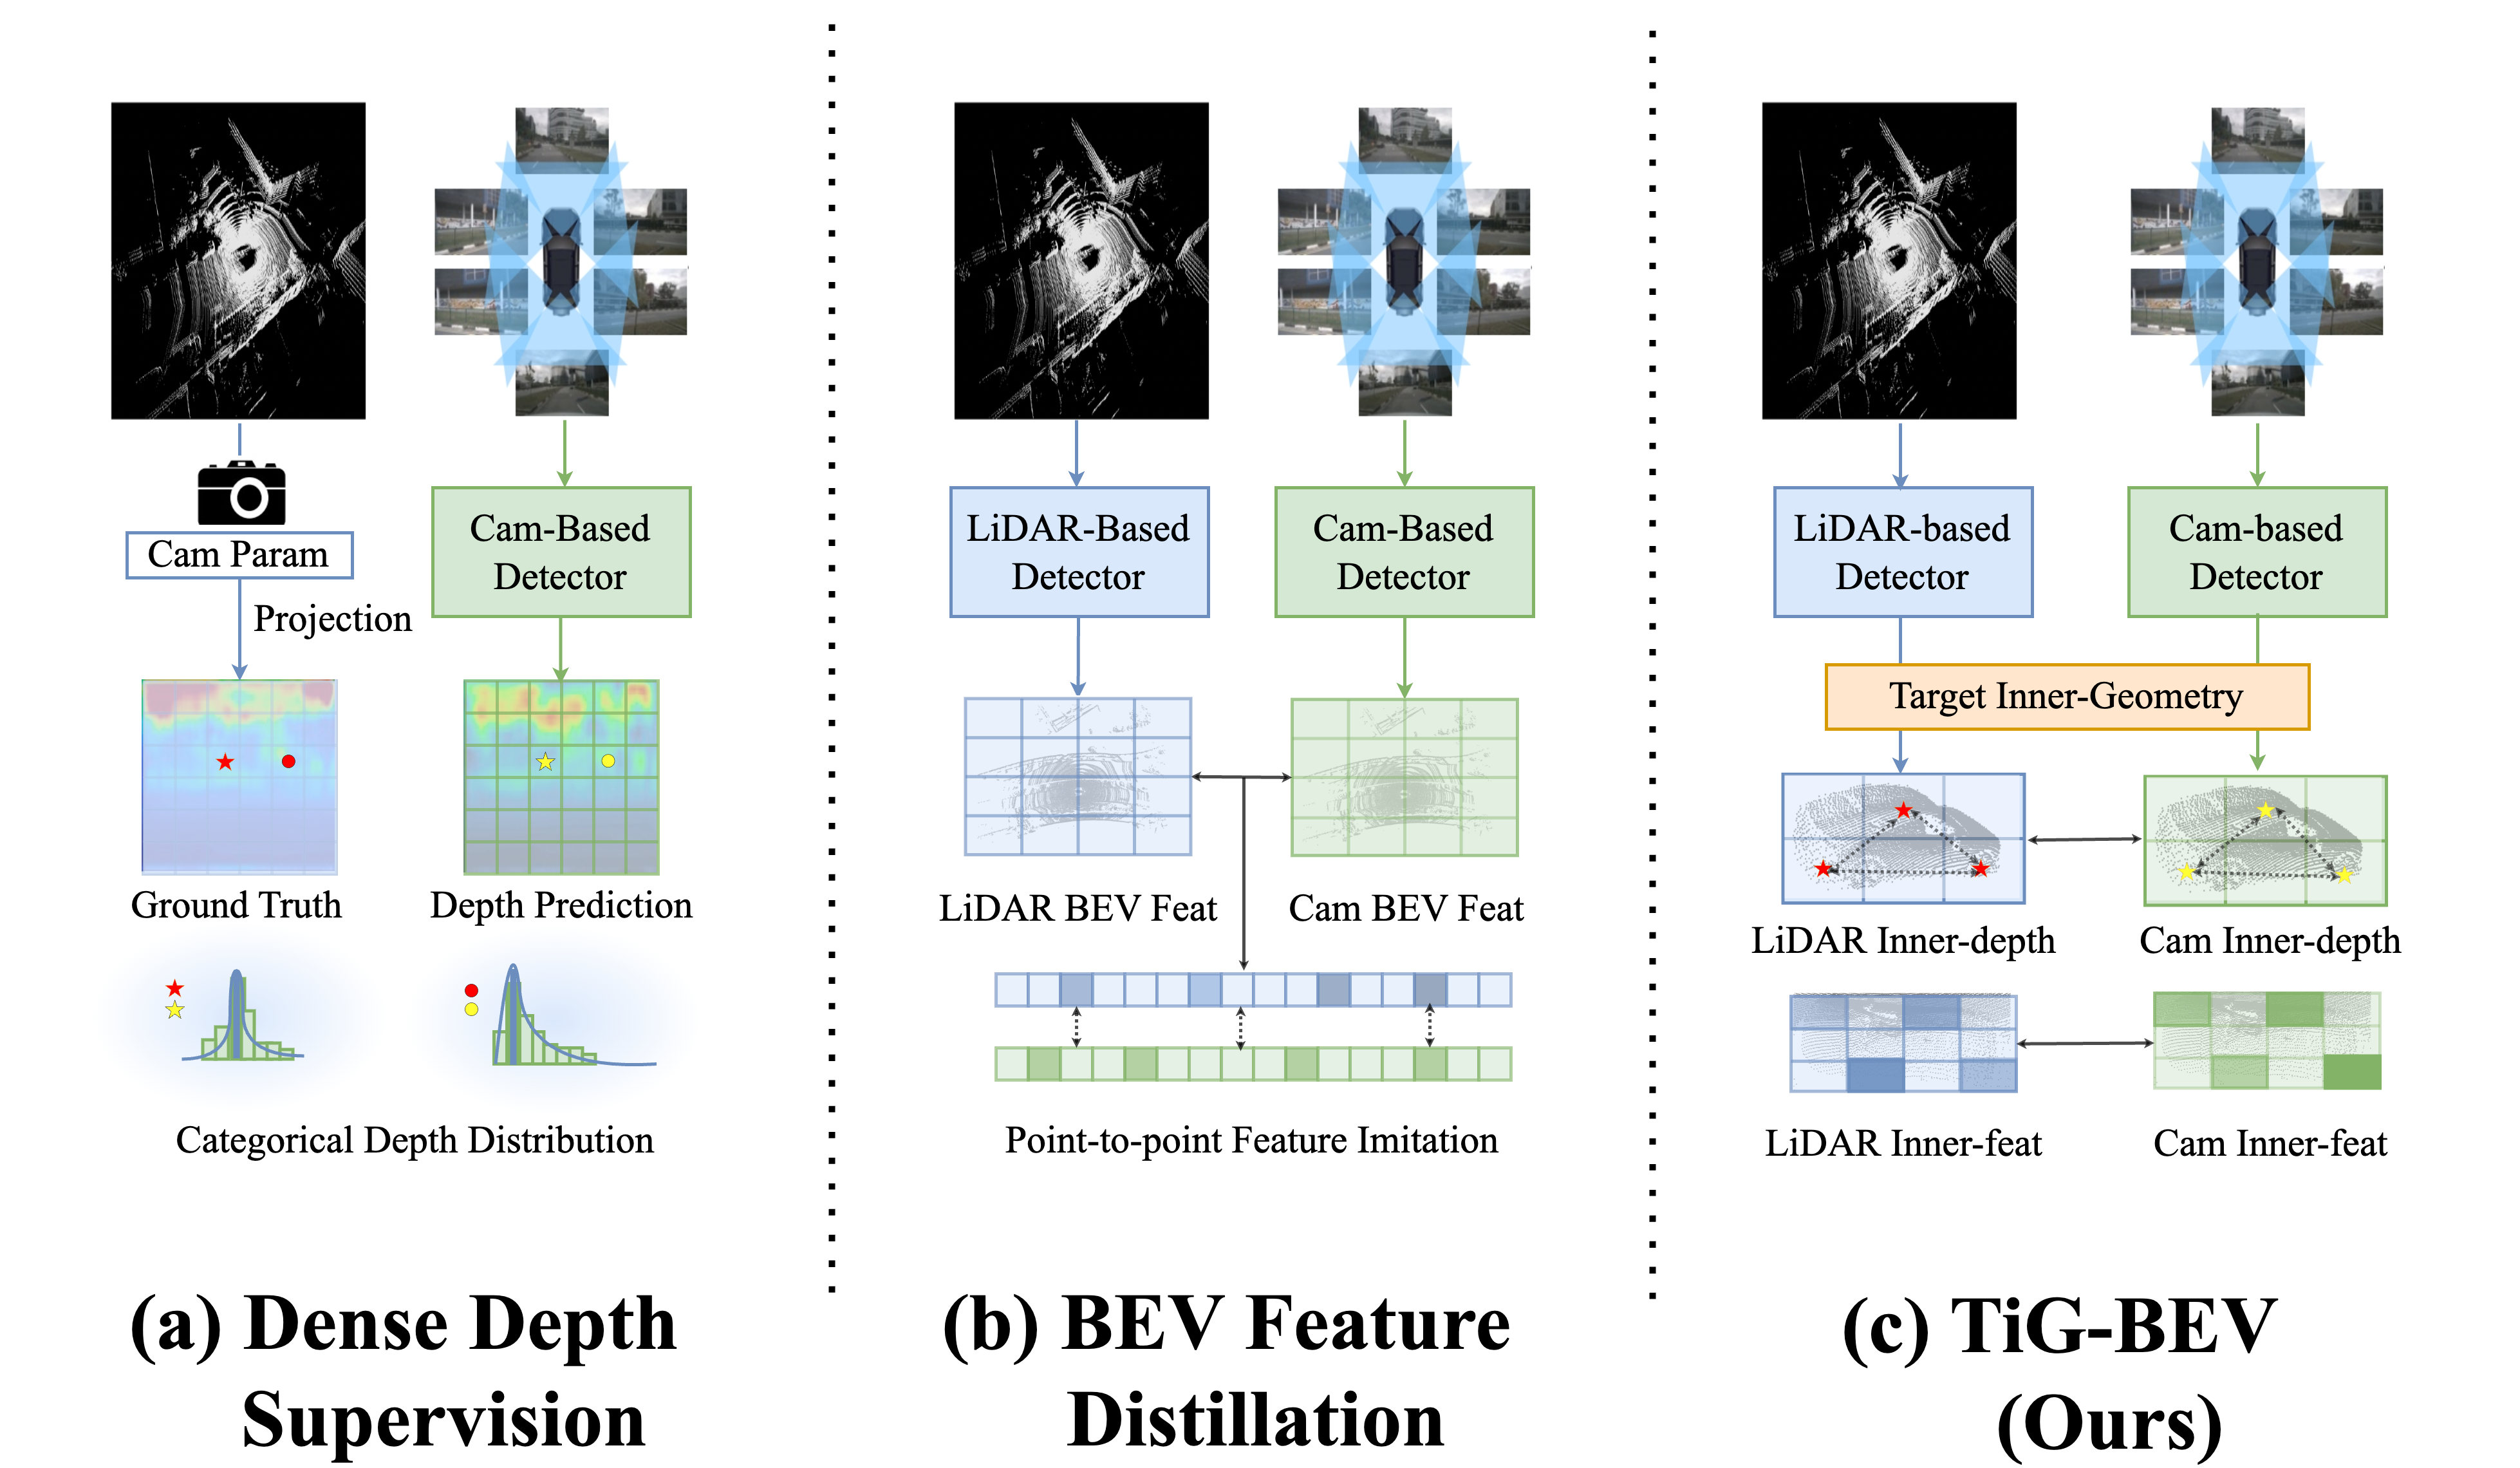 Cam Param
Projection
Cam-Based
Detector
Ground Truth
Depth Prediction
Categorical Depth Distribution
(a) Dense Depth
Supervision
LiDAR-Based
Detector
Cam-Based
Detector
LiDAR BEV Feat
Cam BEV Feat
Point-to-point Feature Imitation
(b) BEV Feature
Distillation
LiDAR-based
Detector
Cam-based
Detector
Target Inner-Geometry
LiDAR Inner-depth
Cam Inner-depth
LiDAR Inner-feat
Cam Inner-feat
(c) TiG-BEV
(Ours)